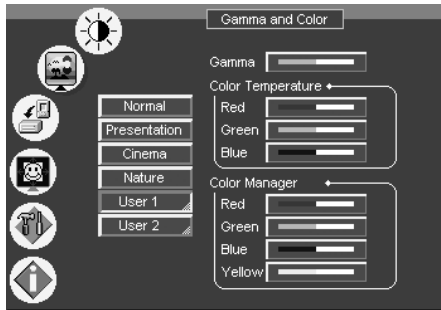 Gamma and Color
Gamma
Color Temperature
Red
Green
Blue
Normal
Presentation
Cinema
Nature
User 1
User 2
Color Manager
Red
Green
Blue
Yellow